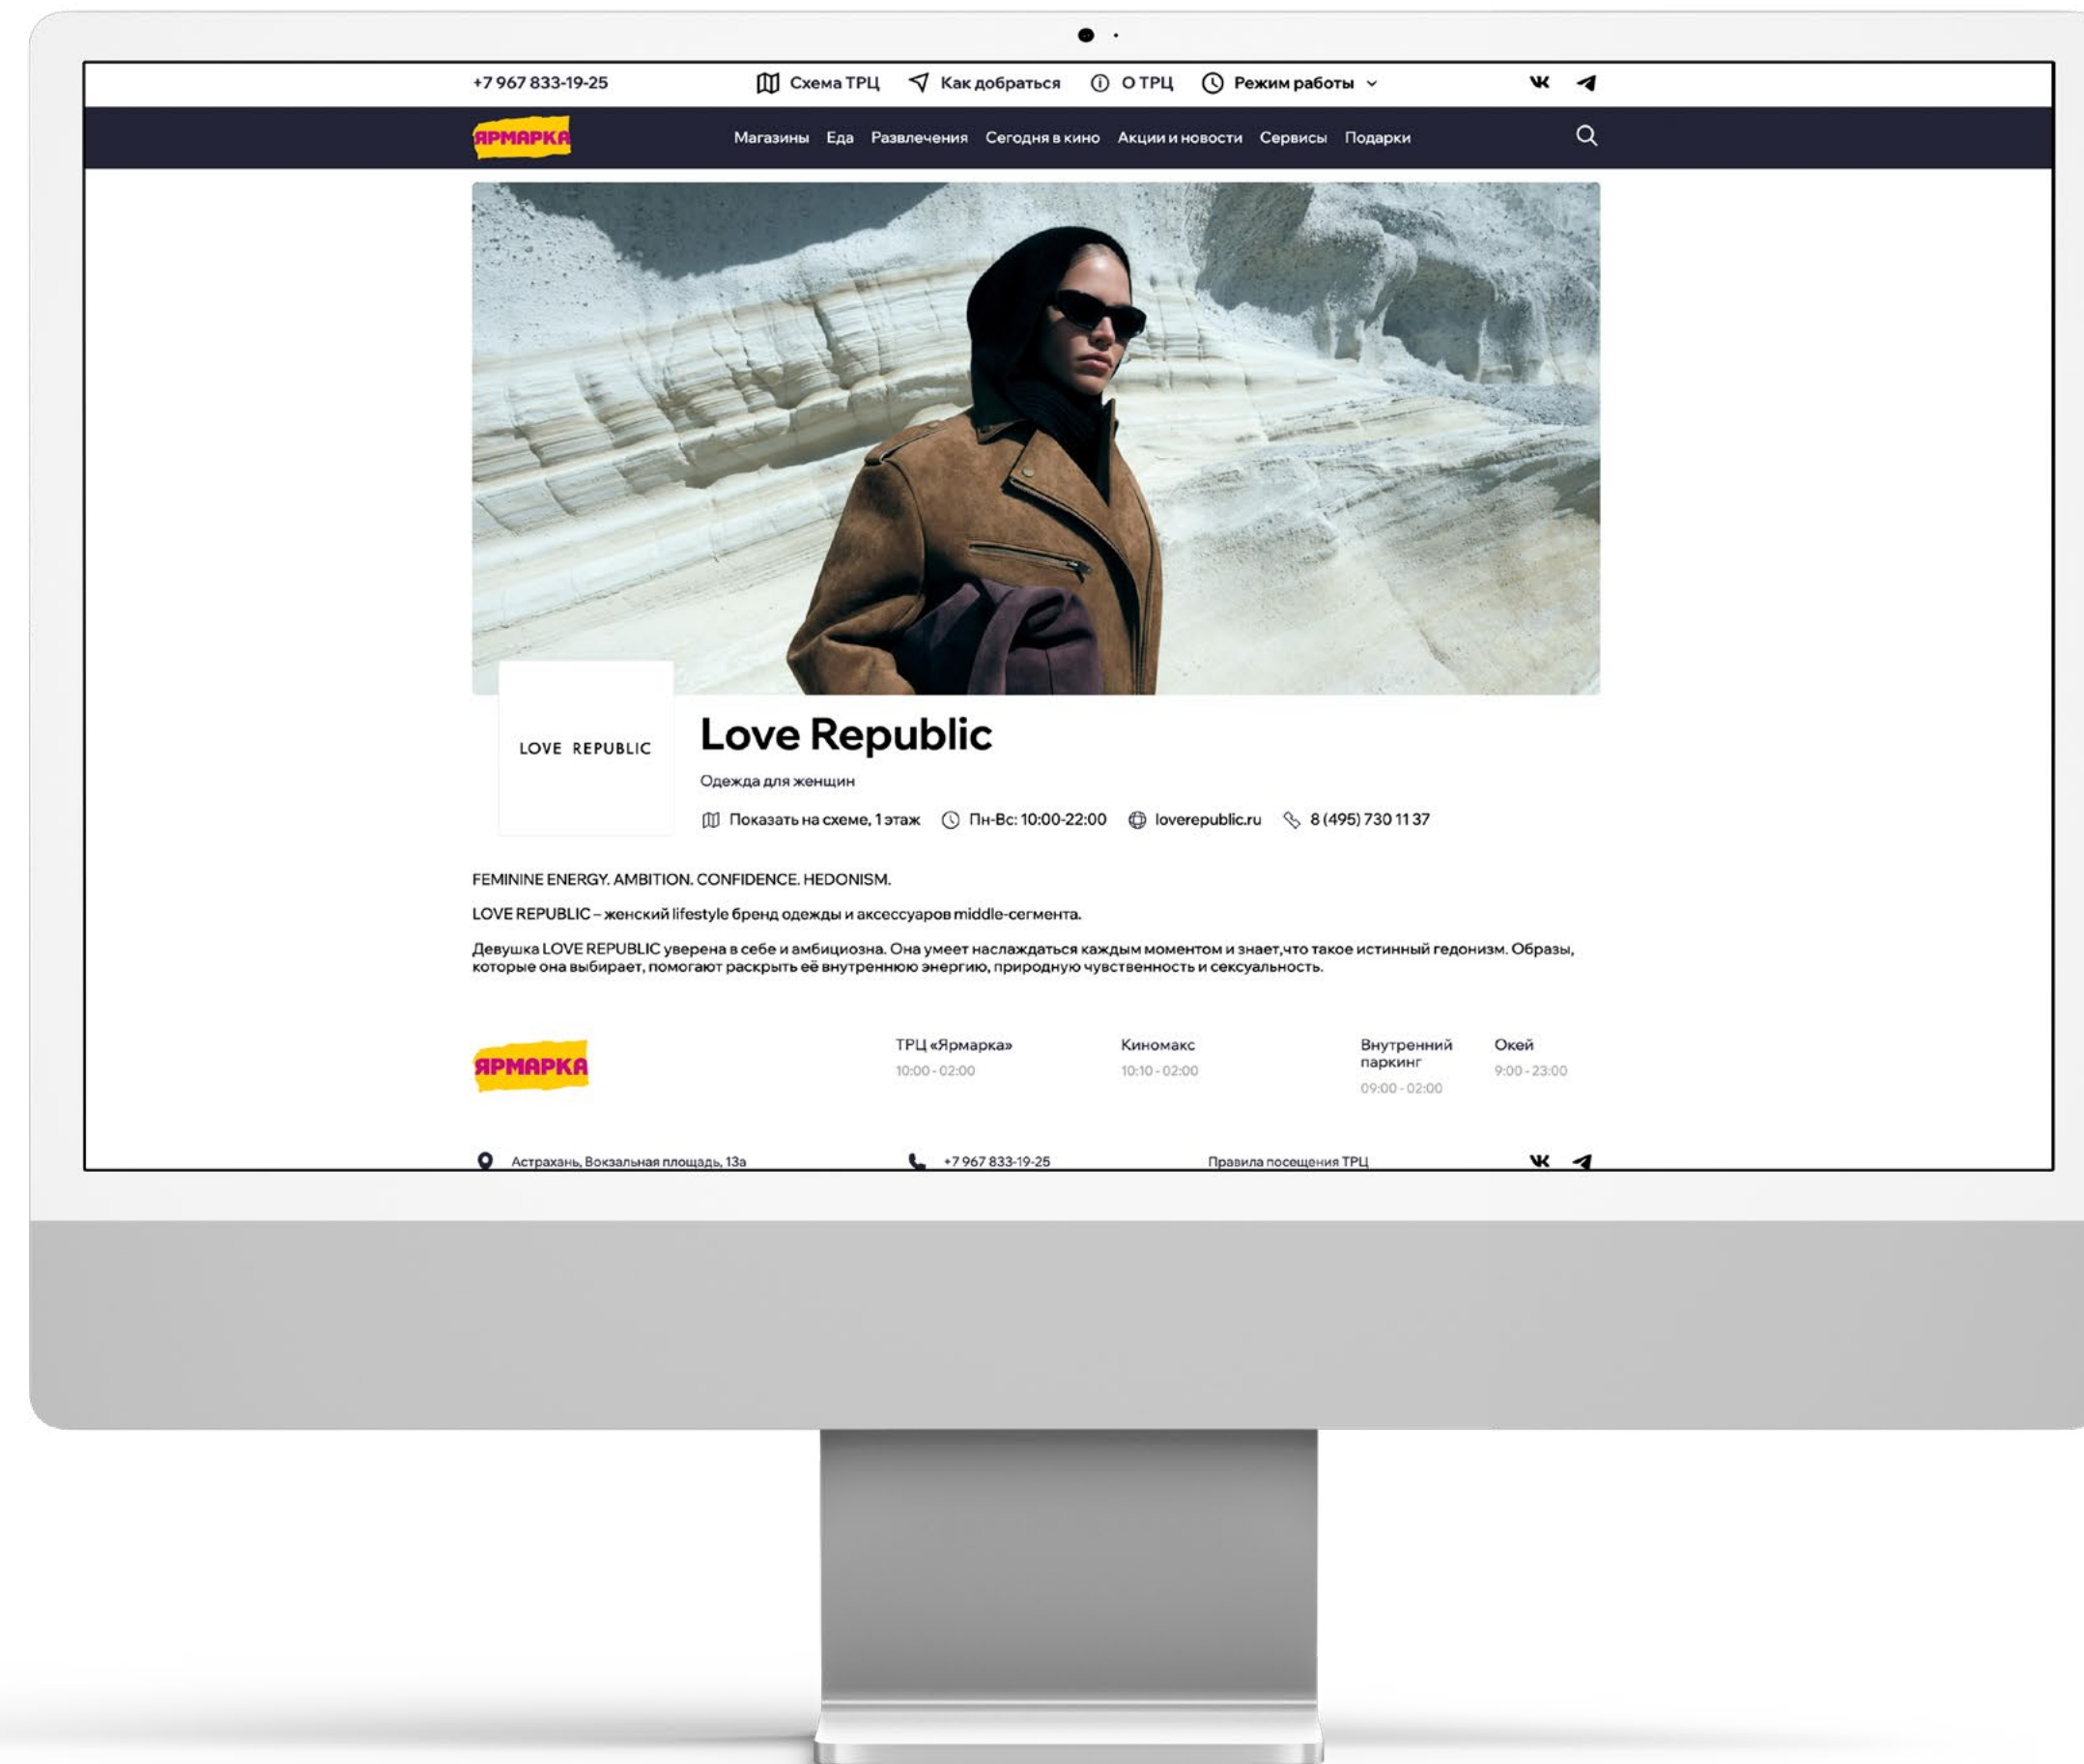 +7 967 833-19-25 Схема ТРЦ Как добраться О ТРЦ Режим работы
ЯРМАРКА Магазины Еда Развлечения Сегодня в кино Акции и новости Сервисы Подарки
LOVE REPUBLIC
Love Republic
Одежда для женщин
Показать на схеме, 1 этаж Пн-Вс: 10:00-22:00 loverepublic.ru 8 (495) 730 11 37
FEMININE ENERGY. AMBITION. CONFIDENCE. HEDONISM.
LOVE REPUBLIC – женский lifestyle бренд одежды и аксессуаров middle-сегмента.
Девушка LOVE REPUBLIC уверена в себе и амбициозна. Она умеет наслаждаться каждым моментом и знает,что такое истинный гедонизм. Образы,
которые она выбирает, помогают раскрыть её внутреннюю энергию, природную чувственность и сексуальность.
ЯРМАРКА
ТРЦ «Ярмарка»
10:00 - 02:00
Киномакс
10:10 - 02:00
Внутренний
паркинг
09:00 - 02:00
Окей
9:00 - 23:00
Астрахань, Вокзальная площадь, 13а +7 967 833-19-25 Правила посещения ТРЦ